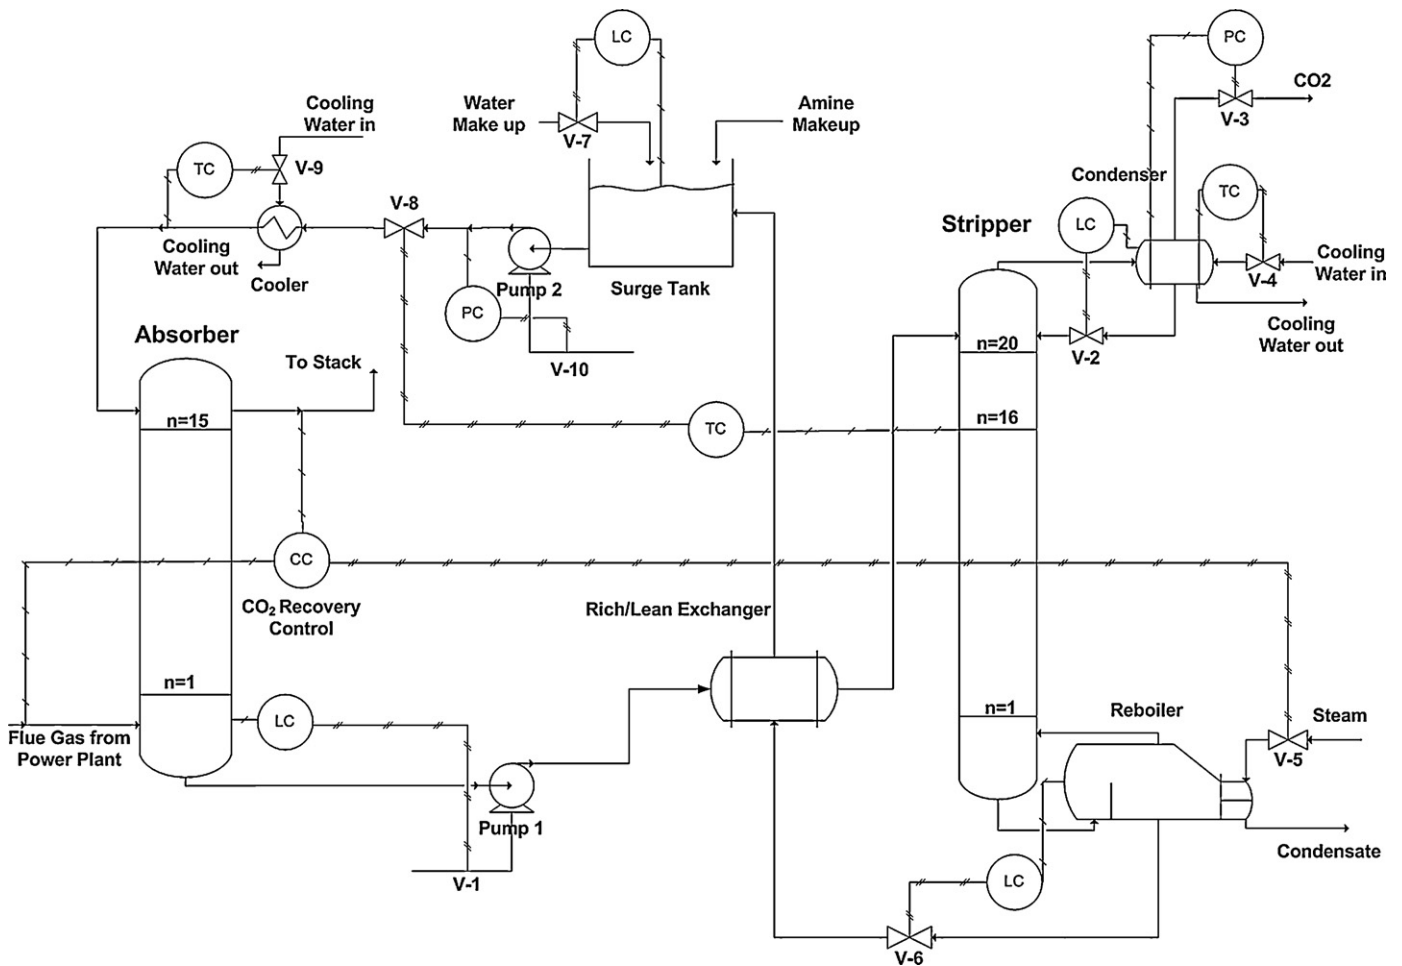 LC
PC
CO2
V-3
Cooling
Water in
Water
Make up
V-7
Amine
Makeup
TC
V-9
Condenser
TC
V-8
LC
Stripper
Cooling
Water out
Cooler
Pump 2
Surge Tank
Cooling
Water in
V-4
PC
Cooling
Water out
Absorber
To Stack
V-10
n=20
V-2
n=15
TC
n=16
CC
CO₂ Recovery
Control
Rich/Lean Exchanger
n=1
LC
n=1
Reboiler
Steam
Flue Gas from
Power Plant
V-5
Pump 1
Condensate
V-1
LC
V-6